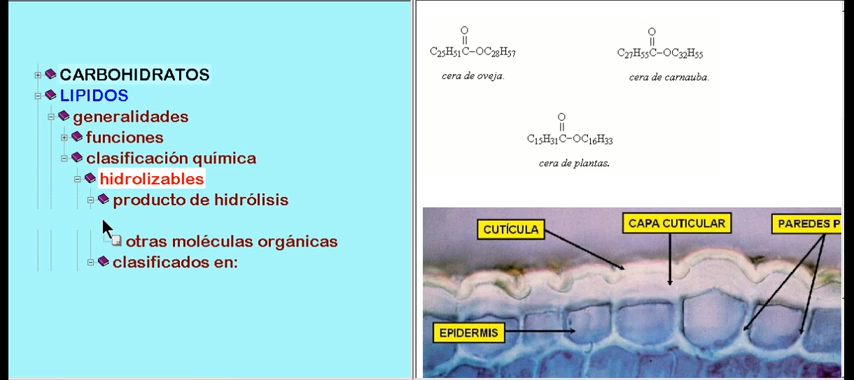 CARBOHIDRATOS
LIPIDOS
generalidades
funciones
clasificación química
hidrolizables
producto de hidrólisis
otras moléculas orgánicas
clasificados en:
O
C25H51C–OC28H57
cera de oveja.
O
C27H55C–OC32H55
cera de carnauba.
O
C15H31C–OC16H33
cera de plantas.
CUTÍCULA
CAPA CUTICULAR
PAREDES P
EPIDERMIS